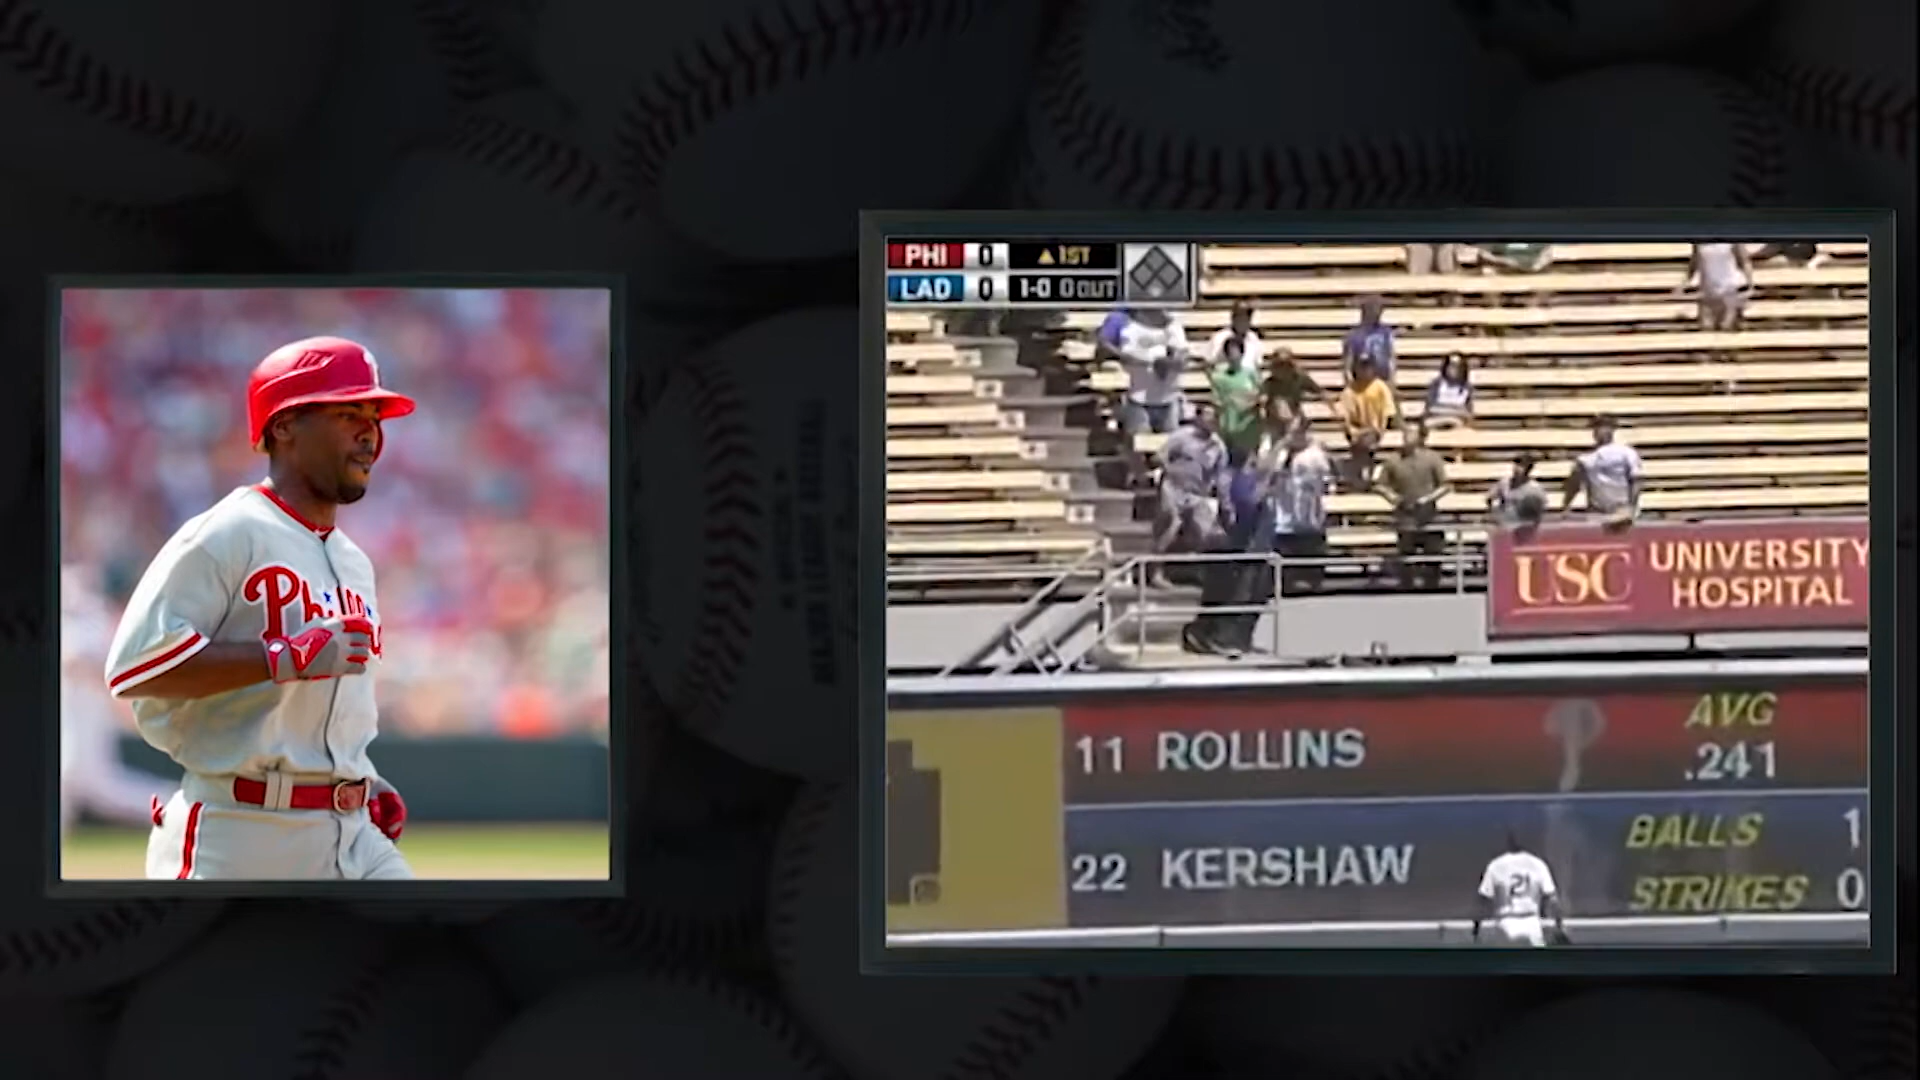 Phillies
PHI 0 ▲1ST
LAD 0 1-0 0 OUT
USC UNIVERSITY
HOSPITAL
11 ROLLINS AVG
.241
22 KERSHAW BALLS 1
STRIKES 0
21